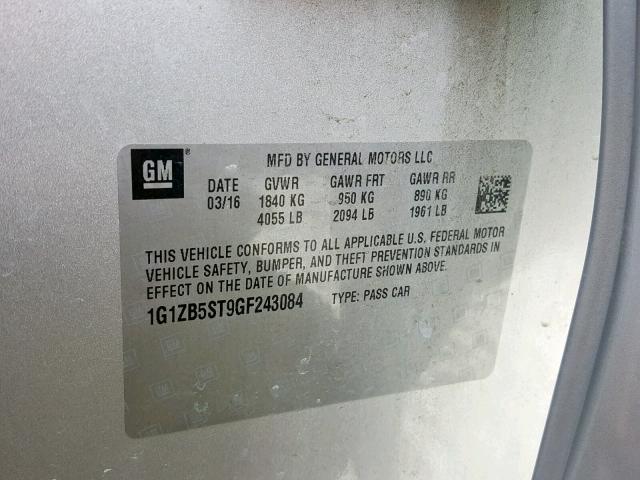 GM
MFD BY GENERAL MOTORS LLC
DATE GVWR GAWR FRT GAWR RR
03/16 1840 KG 950 KG 890 KG
4055 LB 2094 LB 1961 LB
THIS VEHICLE CONFORMS TO ALL APPLICABLE U.S. FEDERAL MOTOR
VEHICLE SAFETY, BUMPER, AND THEFT PREVENTION STANDARDS IN
EFFECT ON THE DATE OF MANUFACTURE SHOWN ABOVE.
1G1ZB5ST9GF243084 TYPE: PASS CAR